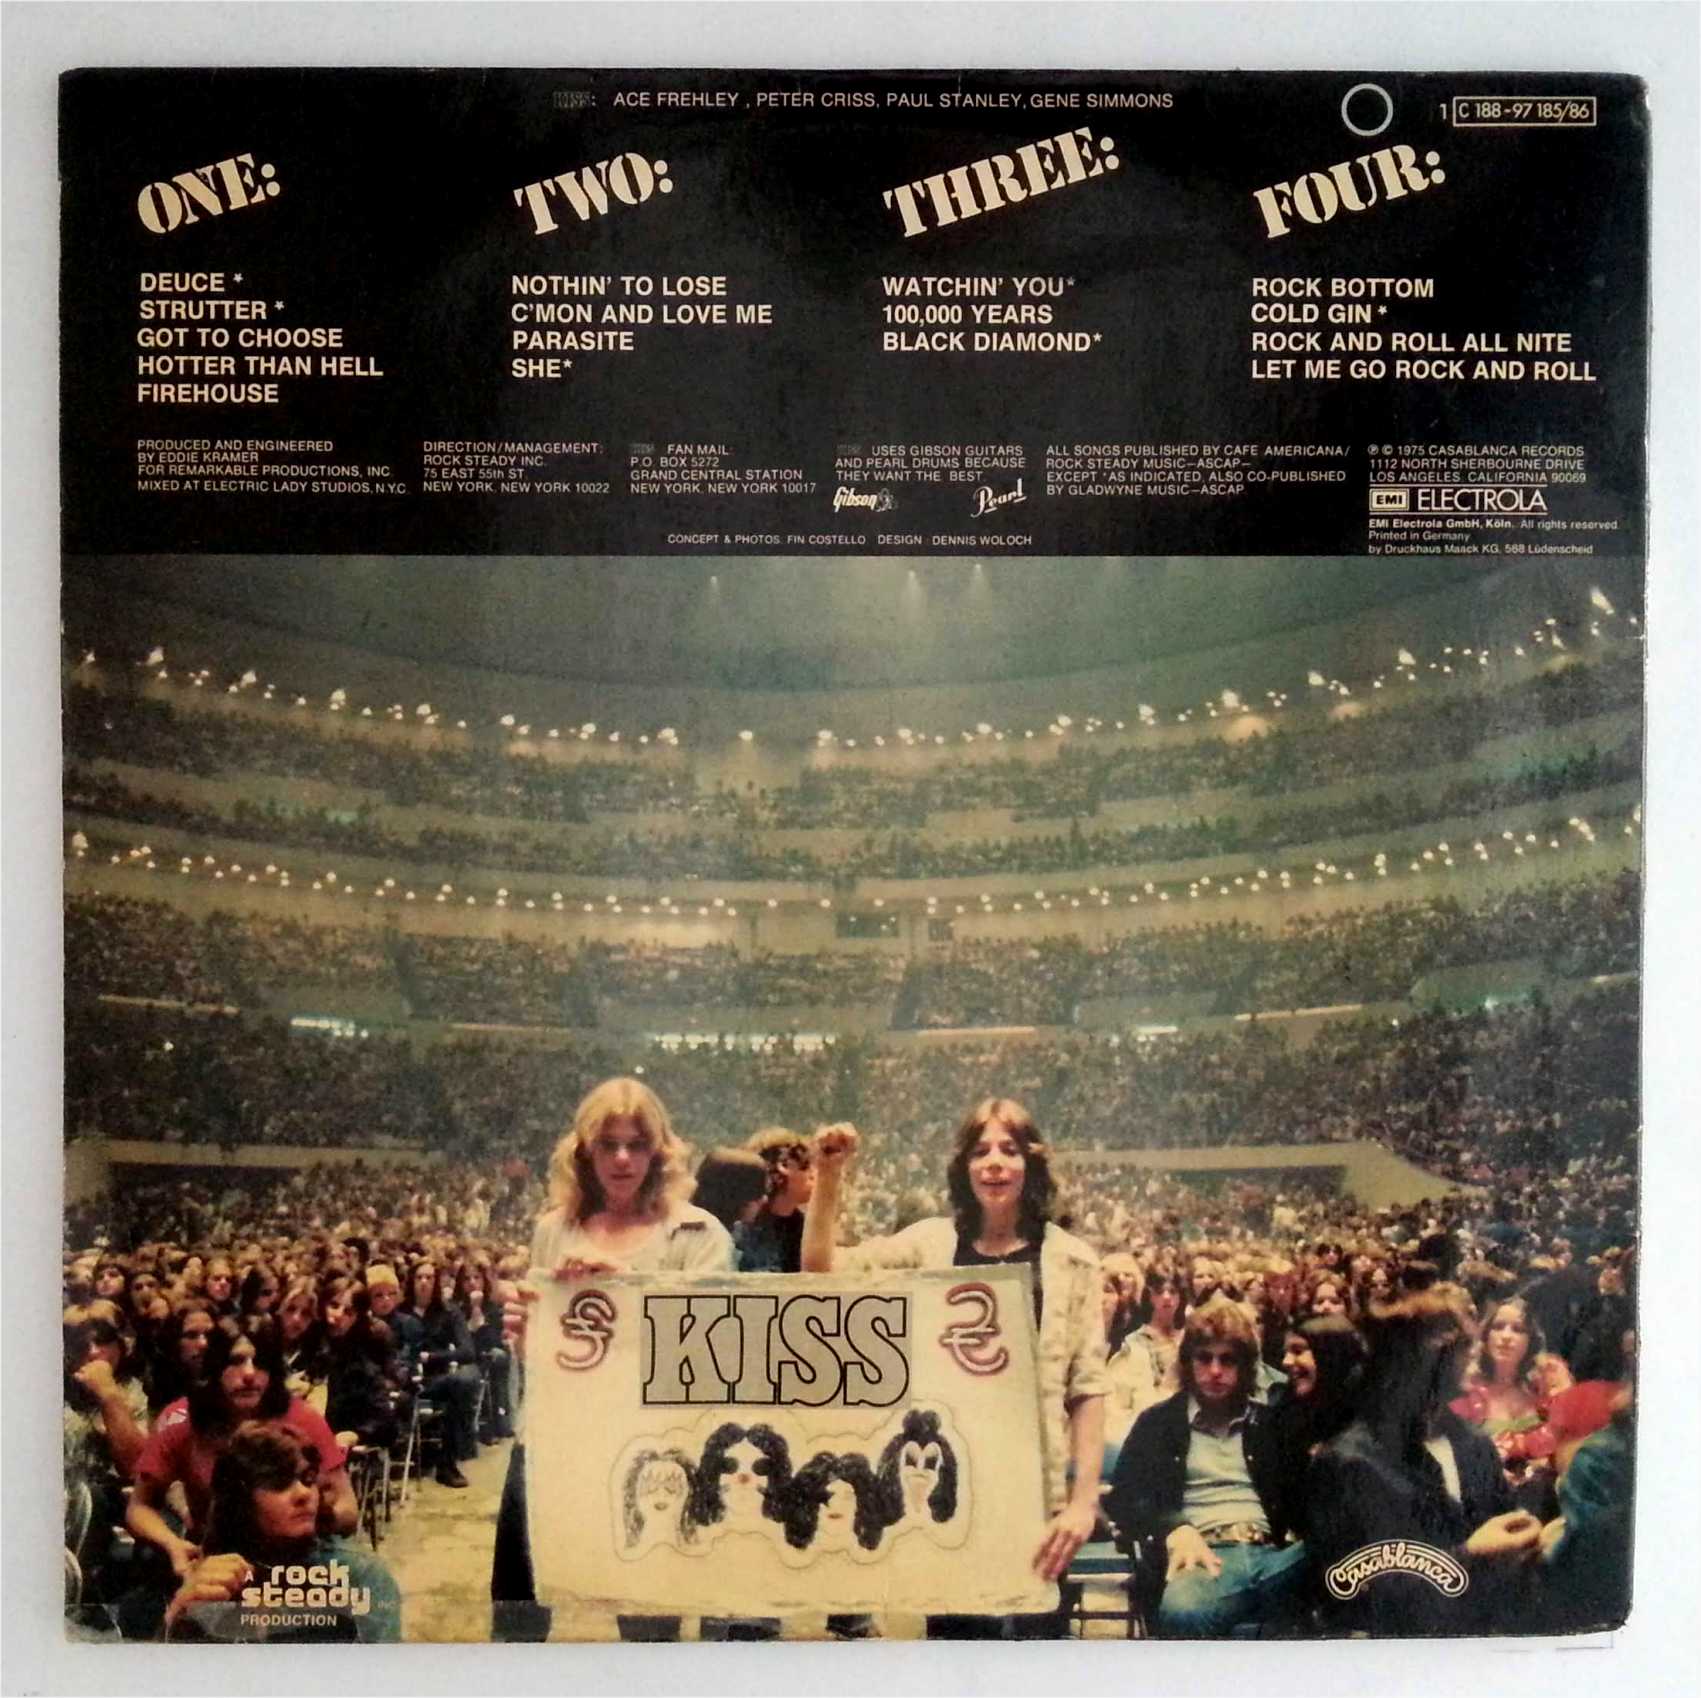 KISS: ACE FREHLEY , PETER CRISS, PAUL STANLEY, GENE SIMMONS
1 C 188-97 185/86
ONE:
DEUCE *
STRUTTER *
GOT TO CHOOSE
HOTTER THAN HELL
FIREHOUSE
TWO:
NOTHIN' TO LOSE
C'MON AND LOVE ME
PARASITE
SHE*
THREE:
WATCHIN' YOU*
100,000 YEARS
BLACK DIAMOND*
FOUR:
ROCK BOTTOM
COLD GIN *
ROCK AND ROLL ALL NITE
LET ME GO ROCK AND ROLL
PRODUCED AND ENGINEERED
BY EDDIE KRAMER
FOR REMARKABLE PRODUCTIONS, INC.
MIXED AT ELECTRIC LADY STUDIOS, N.Y.C.
DIRECTION/MANAGEMENT:
ROCK STEADY INC.
75 EAST 55th ST.
NEW YORK, NEW YORK 10022
KISS FAN MAIL:
P.O. BOX 5272
GRAND CENTRAL STATION
NEW YORK, NEW YORK 10017
KISS USES GIBSON GUITARS
AND PEARL DRUMS BECAUSE
THEY WANT THE BEST
Gibson Pearl
ALL SONGS PUBLISHED BY CAFE AMERICANA/
ROCK STEADY MUSIC—ASCAP—
EXCEPT *AS INDICATED, ALSO CO-PUBLISHED
BY GLADWYNE MUSIC—ASCAP
℗ © 1975 CASABLANCA RECORDS
1112 NORTH SHERBOURNE DRIVE
LOS ANGELES, CALIFORNIA 90069
EMI ELECTROLA
EMI Electrola GmbH, Köln. All rights reserved.
Printed in Germany
by Druckhaus Maack KG, 588 Lüdenscheid
CONCEPT & PHOTOS: FIN COSTELLO DESIGN: DENNIS WOLOCH
KISS
A rock
steady INC.
PRODUCTION
Casablanca